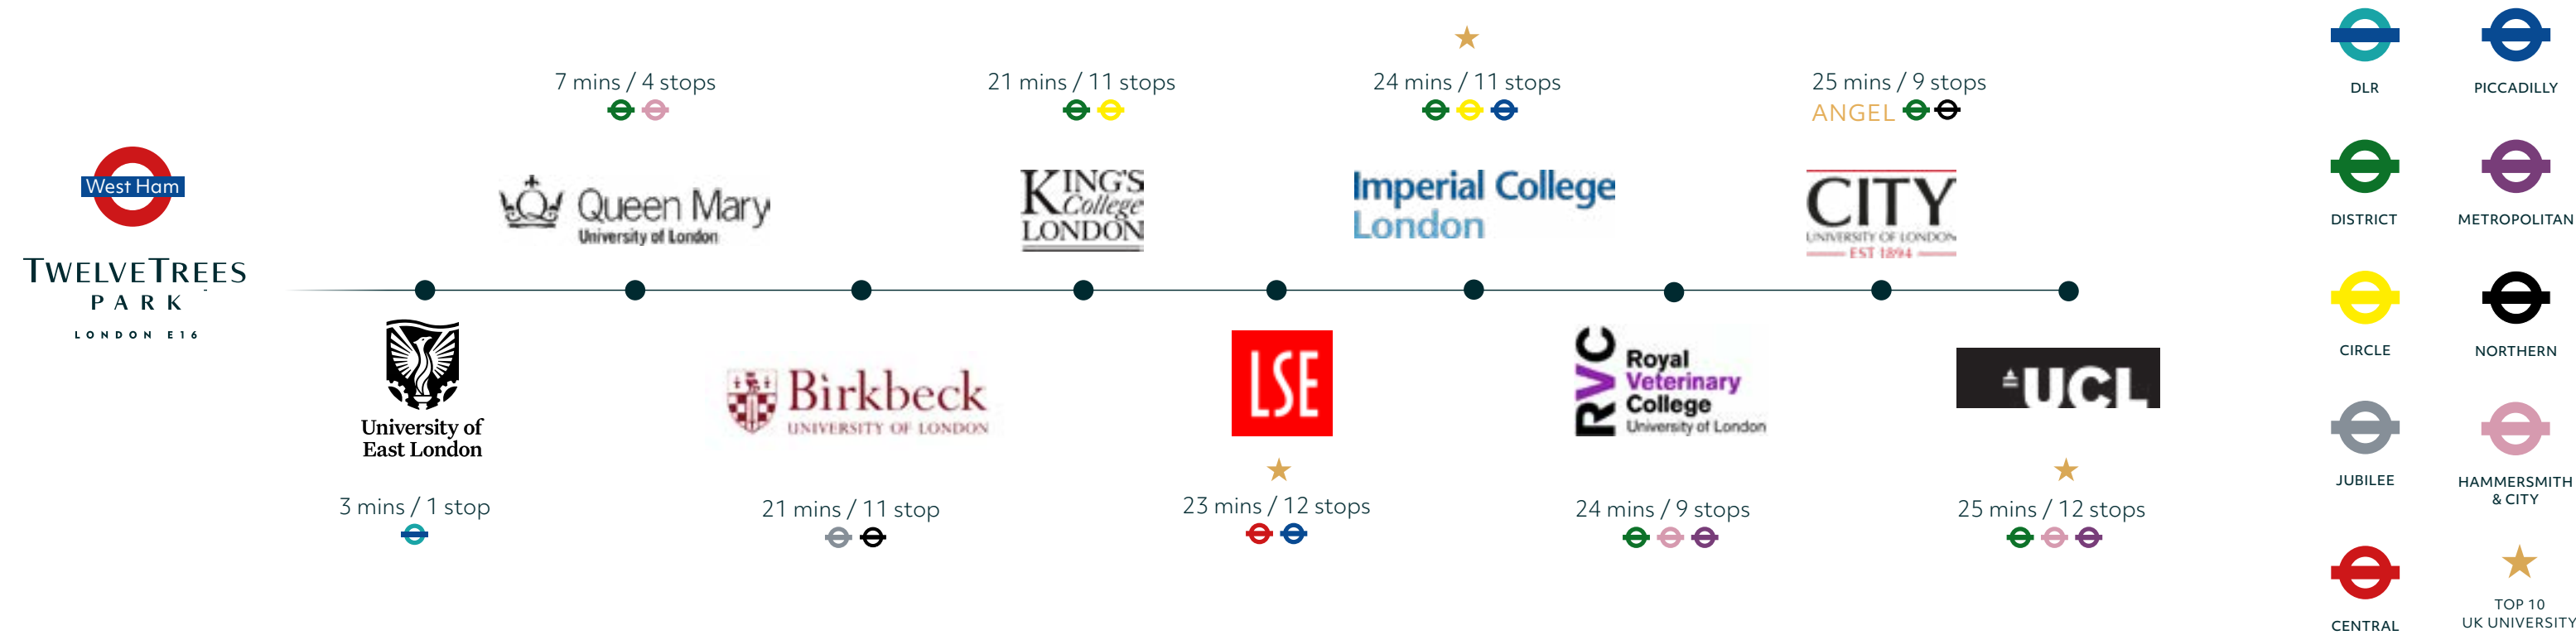 West Ham
TWELVETREES
PARK
LONDON E16
7 mins / 4 stops
Queen Mary
University of London
21 mins / 11 stops
KING'S
College
LONDON
24 mins / 11 stops
Imperial College
London
25 mins / 9 stops
ANGEL
CITY
UNIVERSITY OF LONDON
EST 1894
University of
East London
3 mins / 1 stop
Birkbeck
UNIVERSITY OF LONDON
21 mins / 11 stop
LSE
23 mins / 12 stops
RVC
Royal
Veterinary
College
University of London
24 mins / 9 stops
UCL
25 mins / 12 stops
DLR
PICCADILLY
DISTRICT
METROPOLITAN
CIRCLE
NORTHERN
JUBILEE
HAMMERSMITH
& CITY
CENTRAL
TOP 10
UK UNIVERSITY